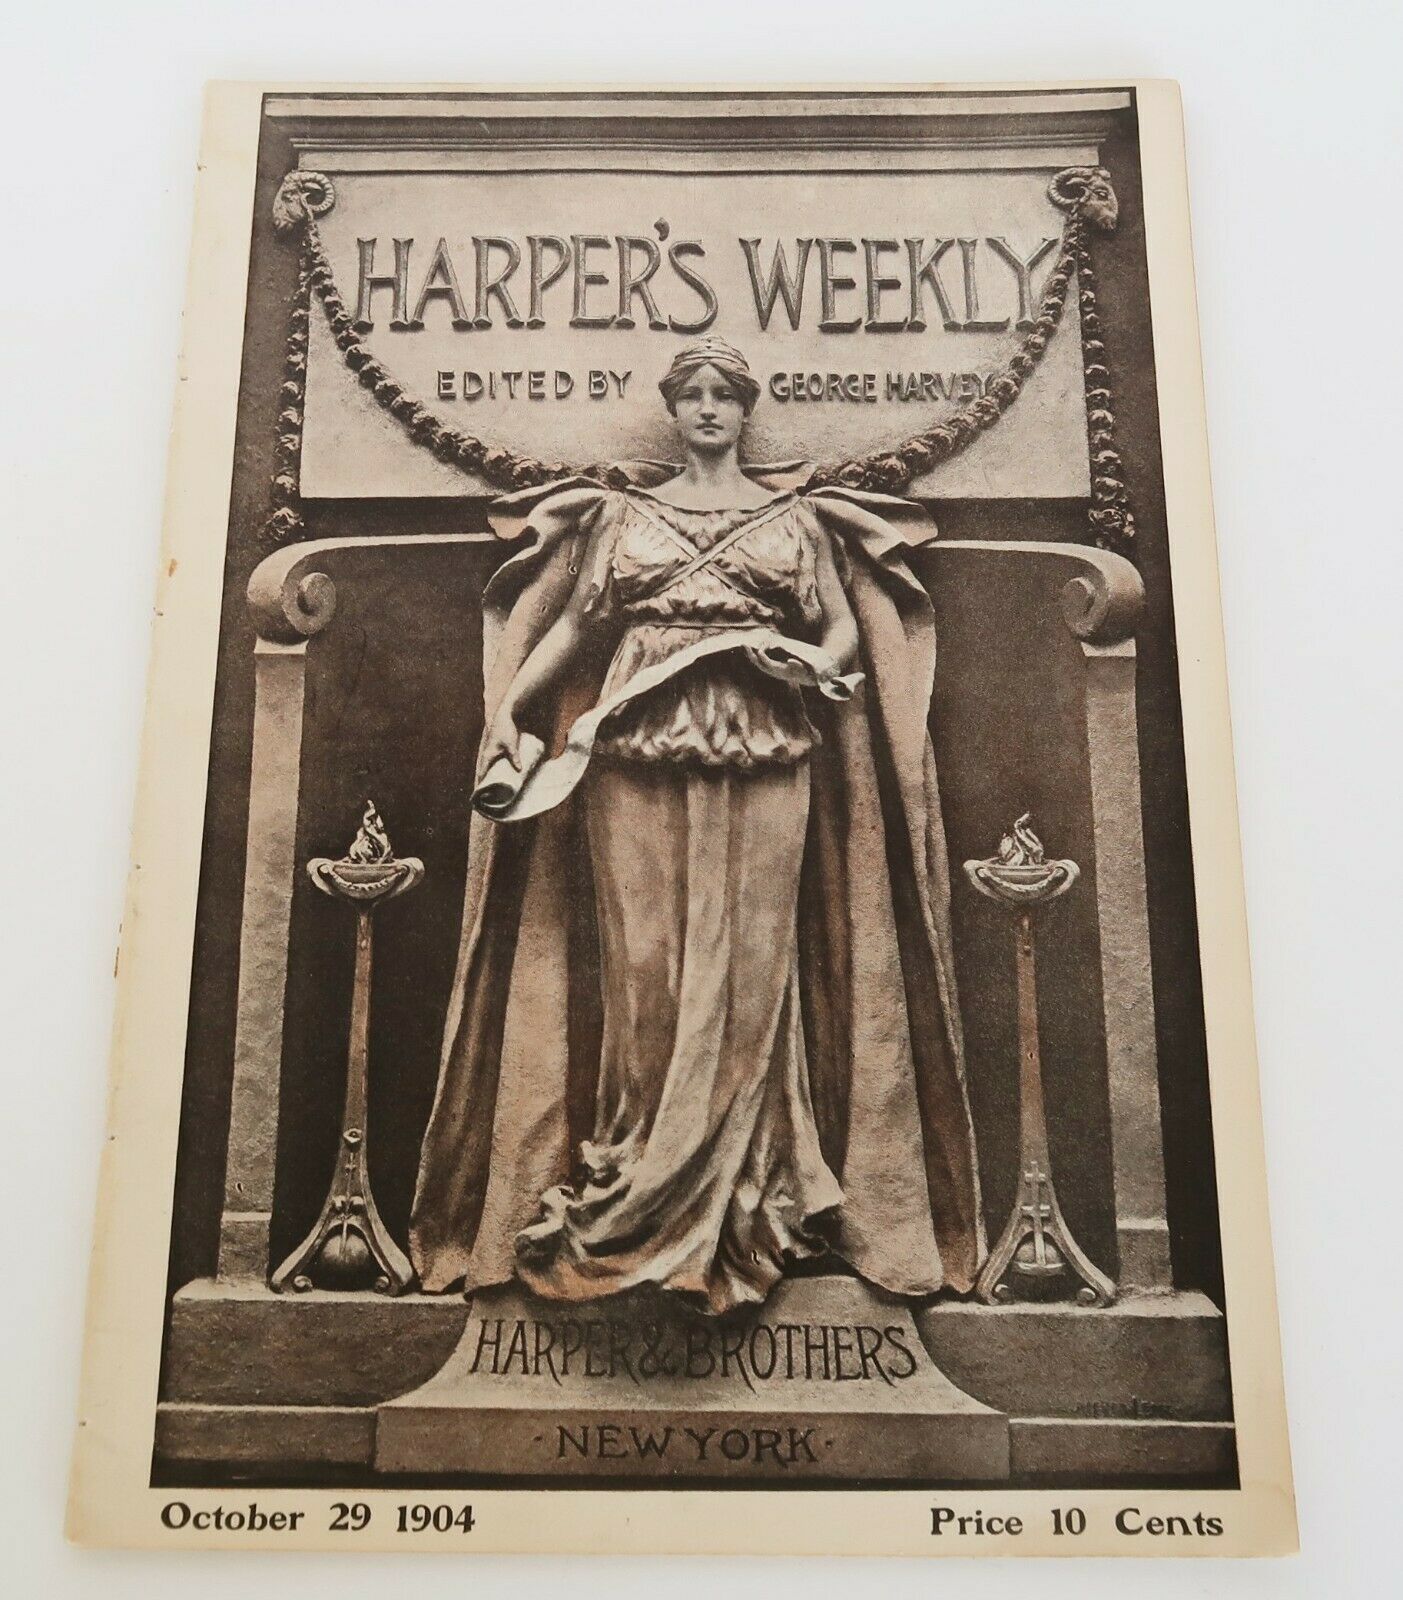 HARPER'S WEEKLY
EDITED BY GEORGE HARVEY
HARPER & BROTHERS
·NEW YORK·
October 29 1904
Price 10 Cents